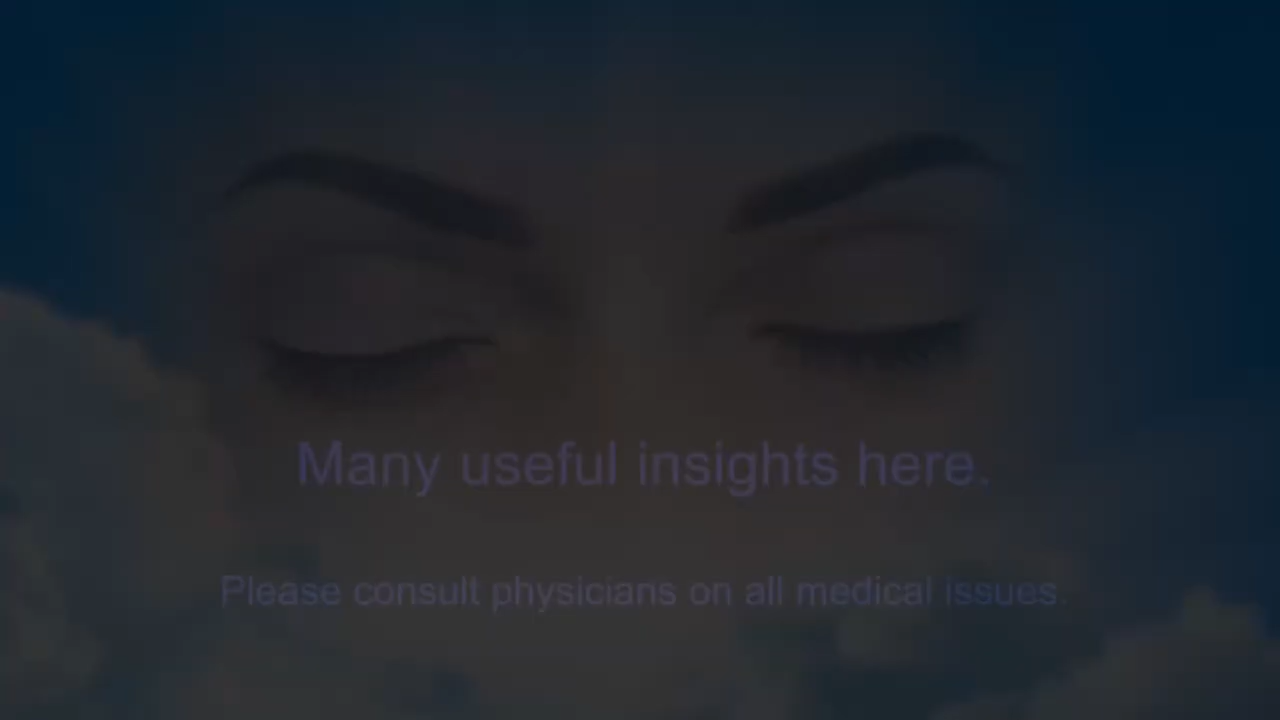 Many useful insights here.
Please consult physicians on all medical issues.